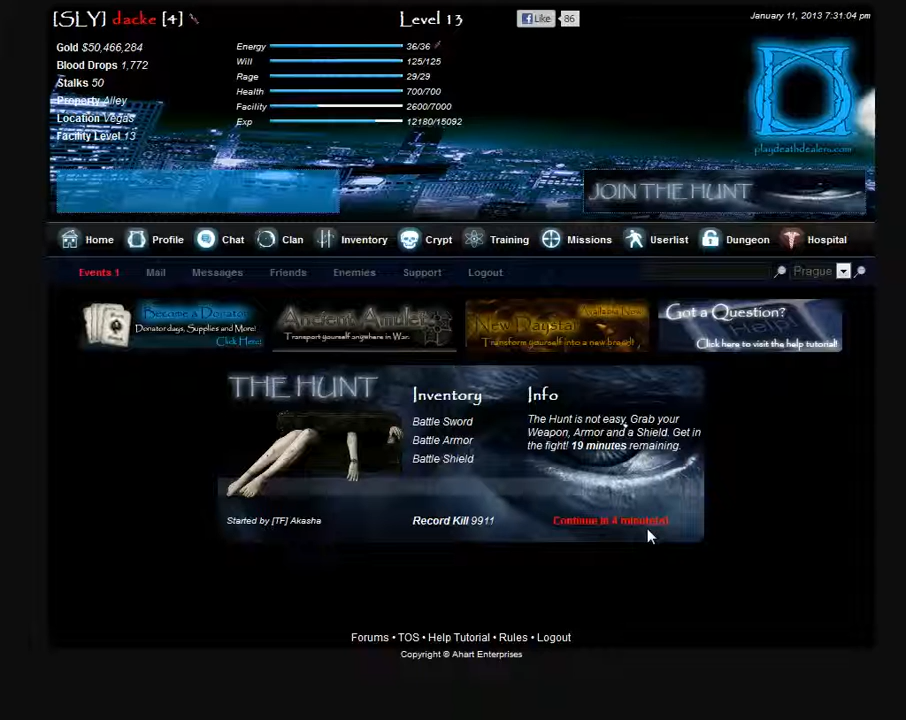 [SLY] dacke [4]
Level 13
Like 86
January 11, 2013 7:31:04 pm
Gold $50,466,284
Blood Drops 1,772
Stalks 50
Property Alley
Location Vegas
Facility Level 13
Energy 36/36
Will 125/125
Rage 29/29
Health 700/700
Facility 2600/7000
Exp 12180/15092
playdeathdealers.com
JOIN THE HUNT
Home Profile Chat Clan Inventory Crypt Training Missions Userlist Dungeon Hospital
Events 1 Mail Messages Friends Enemies Support Logout
Prague
Become a Donator
Donator days, Supplies and More!
Click Here!
Ancient Amulet
Transport yourself anywhere in War.
Available Now
New Daystar
Transform yourself into a new breed!
Got a Question?
Help!
Click here to visit the help tutorial!
THE HUNT
Inventory
Battle Sword
Battle Armor
Battle Shield
Info
The Hunt is not easy. Grab your
Weapon, Armor and a Shield. Get in
the fight! 19 minutes remaining.
Started by [TF] Akasha
Record Kill 9911
Continue in 4 minute(s)
Forums • TOS • Help Tutorial • Rules • Logout
Copyright © Ahart Enterprises